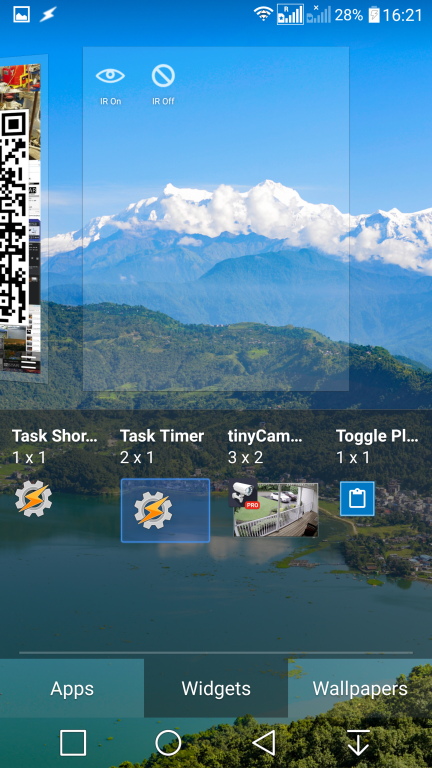 R
28% 16:21
IR On IR Off
Task Shor... Task Timer tinyCam... Toggle Pl...
1 x 1 2 x 1 3 x 2 1 x 1
PRO
Apps Widgets Wallpapers